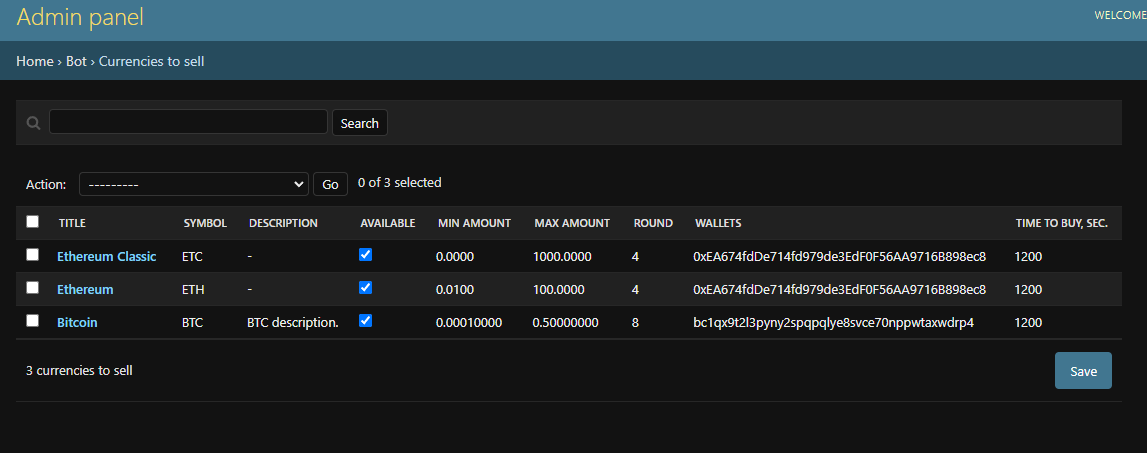 Admin panel
WELCOME
Home › Bot › Currencies to sell
Search
Action: --------- Go 0 of 3 selected
TITLE SYMBOL DESCRIPTION AVAILABLE MIN AMOUNT MAX AMOUNT ROUND WALLETS TIME TO BUY, SEC.
Ethereum Classic ETC - 0.0000 1000.0000 4 0xEA674fdDe714fd979de3EdF0F56AA9716B898ec8 1200
Ethereum ETH - 0.0100 100.0000 4 0xEA674fdDe714fd979de3EdF0F56AA9716B898ec8 1200
Bitcoin BTC BTC description. 0.00010000 0.50000000 8 bc1qx9t2l3pyny2spqpqlye8svce70nppwtaxwdrp4 1200
3 currencies to sell
Save